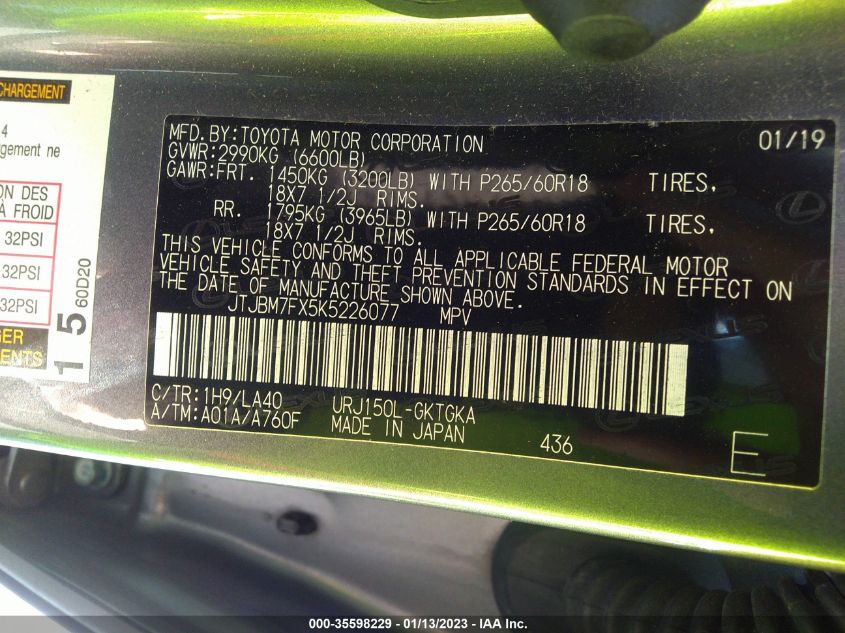 CHARGEMENT
4
rgement ne
ON DES
À FROID
32PSI
32PSI
32PSI
GER
ENTS
1 5 60D20
MFD.BY:TOYOTA MOTOR CORPORATION 01/19
GVWR:2990KG (6600LB)
GAWR:FRT. 1450KG (3200LB) WITH P265/60R18 TIRES,
18X7 1/2J RIMS.
RR. 1795KG (3965LB) WITH P265/60R18 TIRES,
18X7 1/2J RIMS.
THIS VEHICLE CONFORMS TO ALL APPLICABLE FEDERAL MOTOR
VEHICLE SAFETY AND THEFT PREVENTION STANDARDS IN EFFECT ON
THE DATE OF MANUFACTURE SHOWN ABOVE.
JTJBM7FX5K5226077 MPV
C/TR:1H9/LA40 URJ150L-GKTGKA
A/TM:A01A/A760F MADE IN JAPAN
436
E
000-35598229 - 01/13/2023 - IAA Inc.